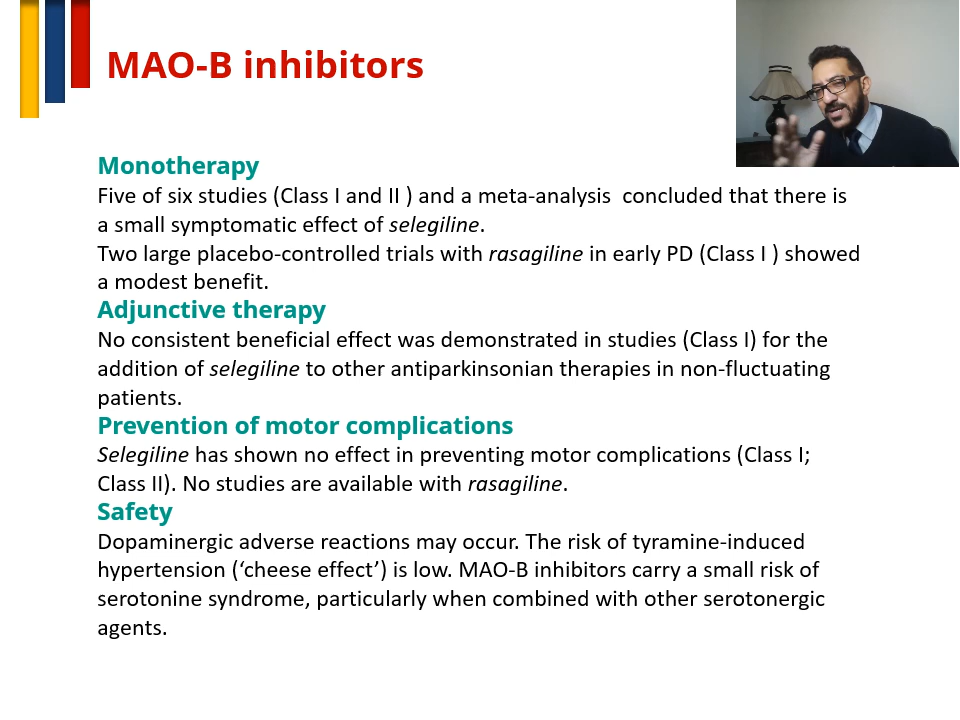 MAO-B inhibitors
Monotherapy
Five of six studies (Class I and II ) and a meta-analysis  concluded that there is
a small symptomatic effect of selegiline.
Two large placebo-controlled trials with rasagiline in early PD (Class I ) showed
a modest benefit.
Adjunctive therapy
No consistent beneficial effect was demonstrated in studies (Class I) for the
addition of selegiline to other antiparkinsonian therapies in non-fluctuating
patients.
Prevention of motor complications
Selegiline has shown no effect in preventing motor complications (Class I;
Class II). No studies are available with rasagiline.
Safety
Dopaminergic adverse reactions may occur. The risk of tyramine-induced
hypertension (‘cheese effect’) is low. MAO-B inhibitors carry a small risk of
serotonine syndrome, particularly when combined with other serotonergic
agents.